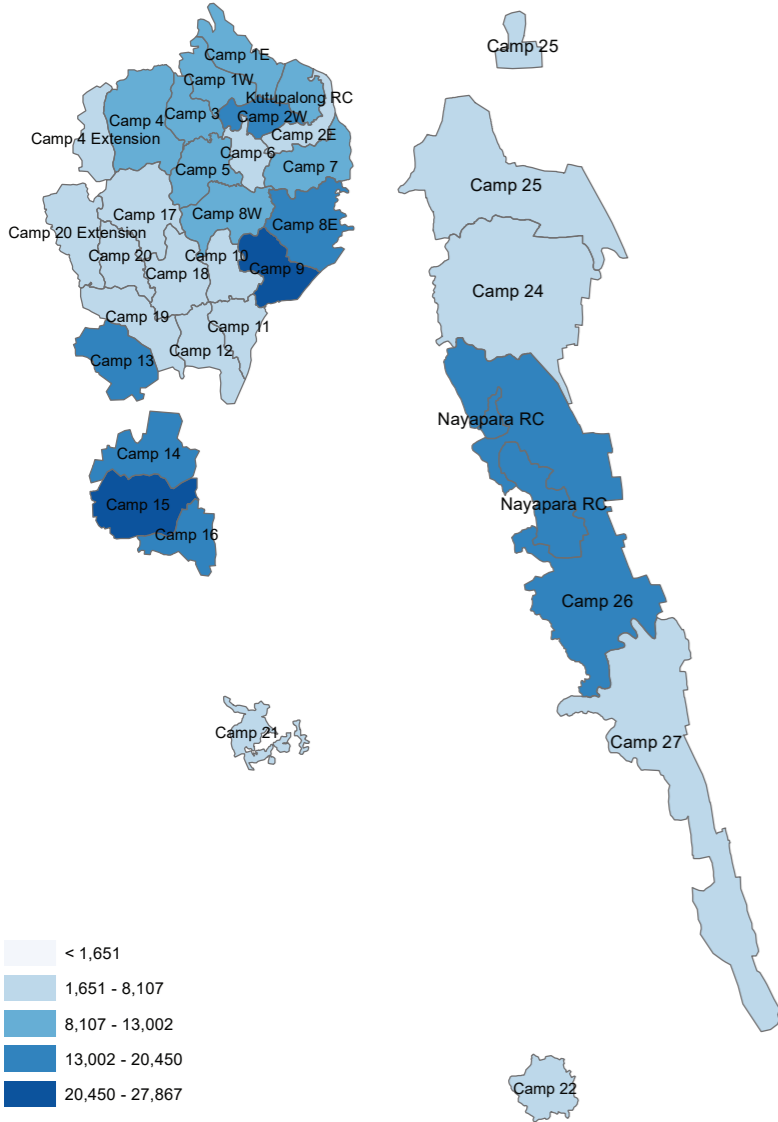 Camp 25
Camp 1E
Camp 1W
Kutupalong RC
Camp 3
Camp 2W
Camp 4
Camp 4 Extension
Camp 2E
Camp 6
Camp 5
Camp 7
Camp 25
Camp 17
Camp 8W
Camp 8E
Camp 20 Extension
Camp 20
Camp 10
Camp 9
Camp 18
Camp 24
Camp 19
Camp 11
Camp 12
Camp 13
Nayapara RC
Camp 14
Camp 15
Nayapara RC
Camp 16
Camp 26
Camp 21
Camp 27
< 1,651
1,651 - 8,107
8,107 - 13,002
13,002 - 20,450
20,450 - 27,867
Camp 22